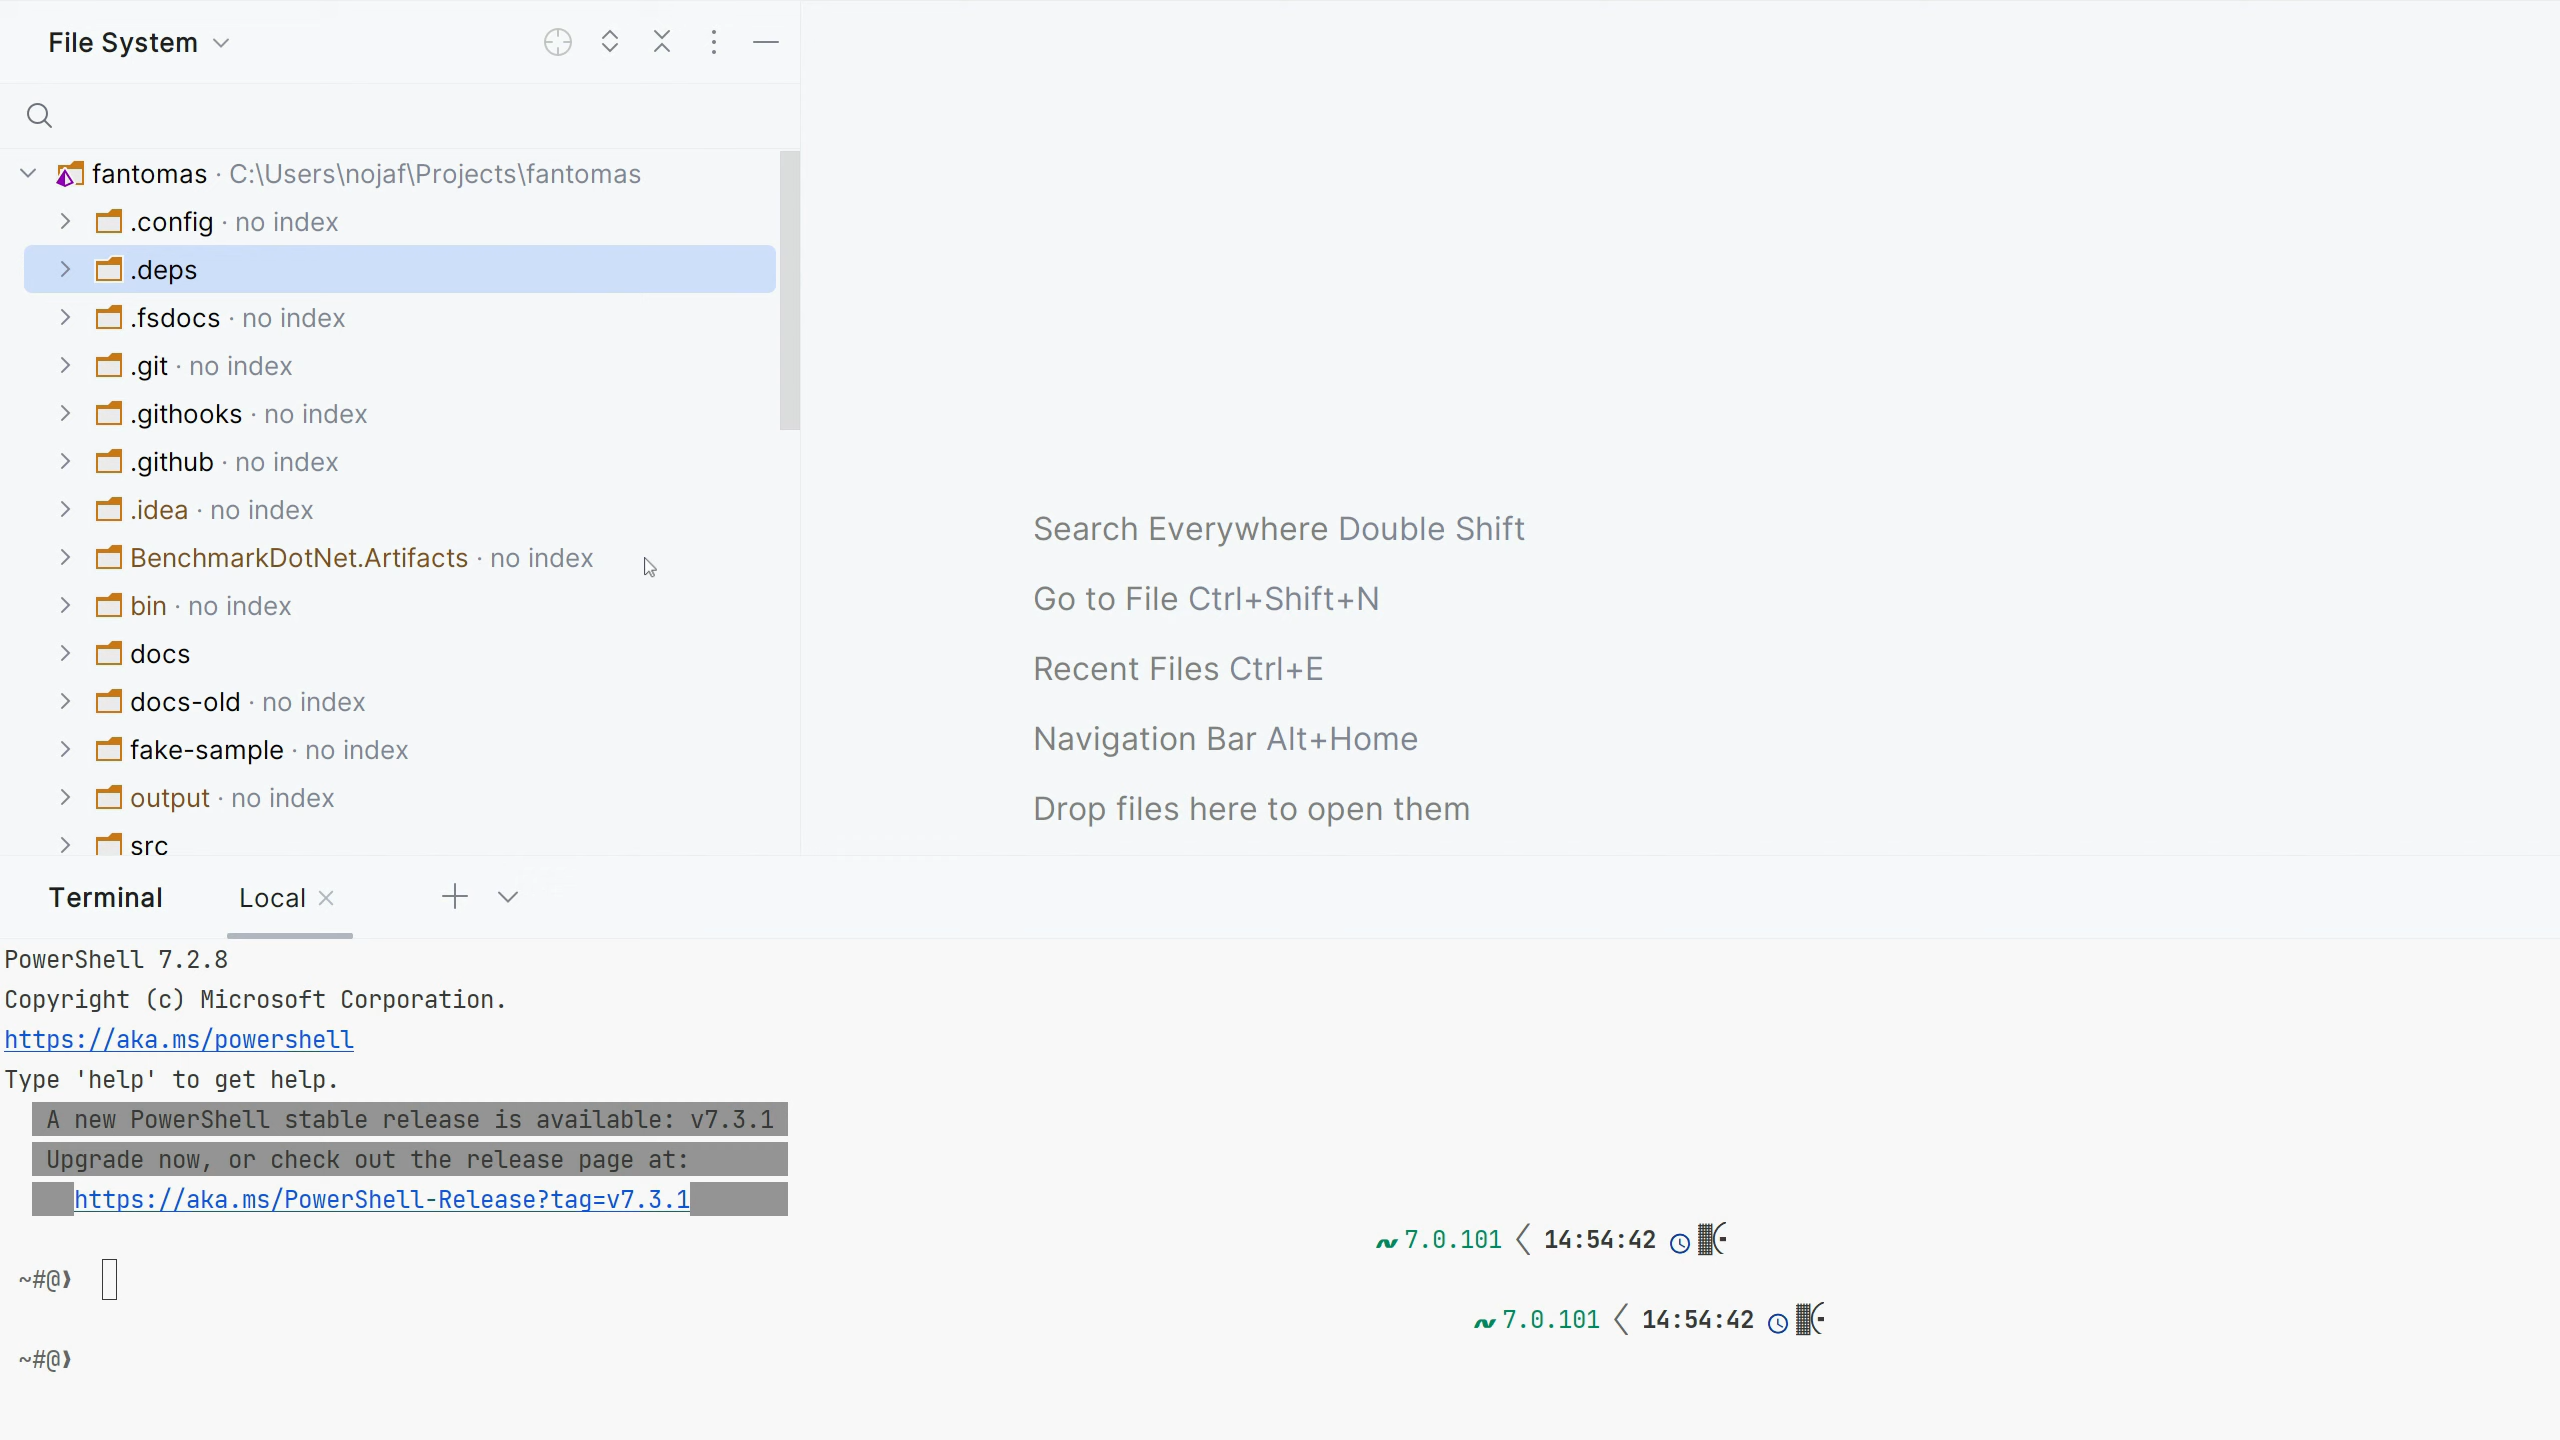 File System
fantomas · C:\Users\nojaf\Projects\fantomas
.config · no index
.deps
.fsdocs · no index
.git · no index
.githooks · no index
.github · no index
.idea · no index
BenchmarkDotNet.Artifacts · no index
bin · no index
docs
docs-old · no index
fake-sample · no index
output · no index
src
Search Everywhere Double Shift
Go to File Ctrl+Shift+N
Recent Files Ctrl+E
Navigation Bar Alt+Home
Drop files here to open them
Terminal Local
PowerShell 7.2.8
Copyright (c) Microsoft Corporation.
https://aka.ms/powershell
Type 'help' to get help.
A new PowerShell stable release is available: v7.3.1
Upgrade now, or check out the release page at:
https://aka.ms/PowerShell-Release?tag=v7.3.1
7.0.101 14:54:42
~#@❯
7.0.101 14:54:42
~#@❯